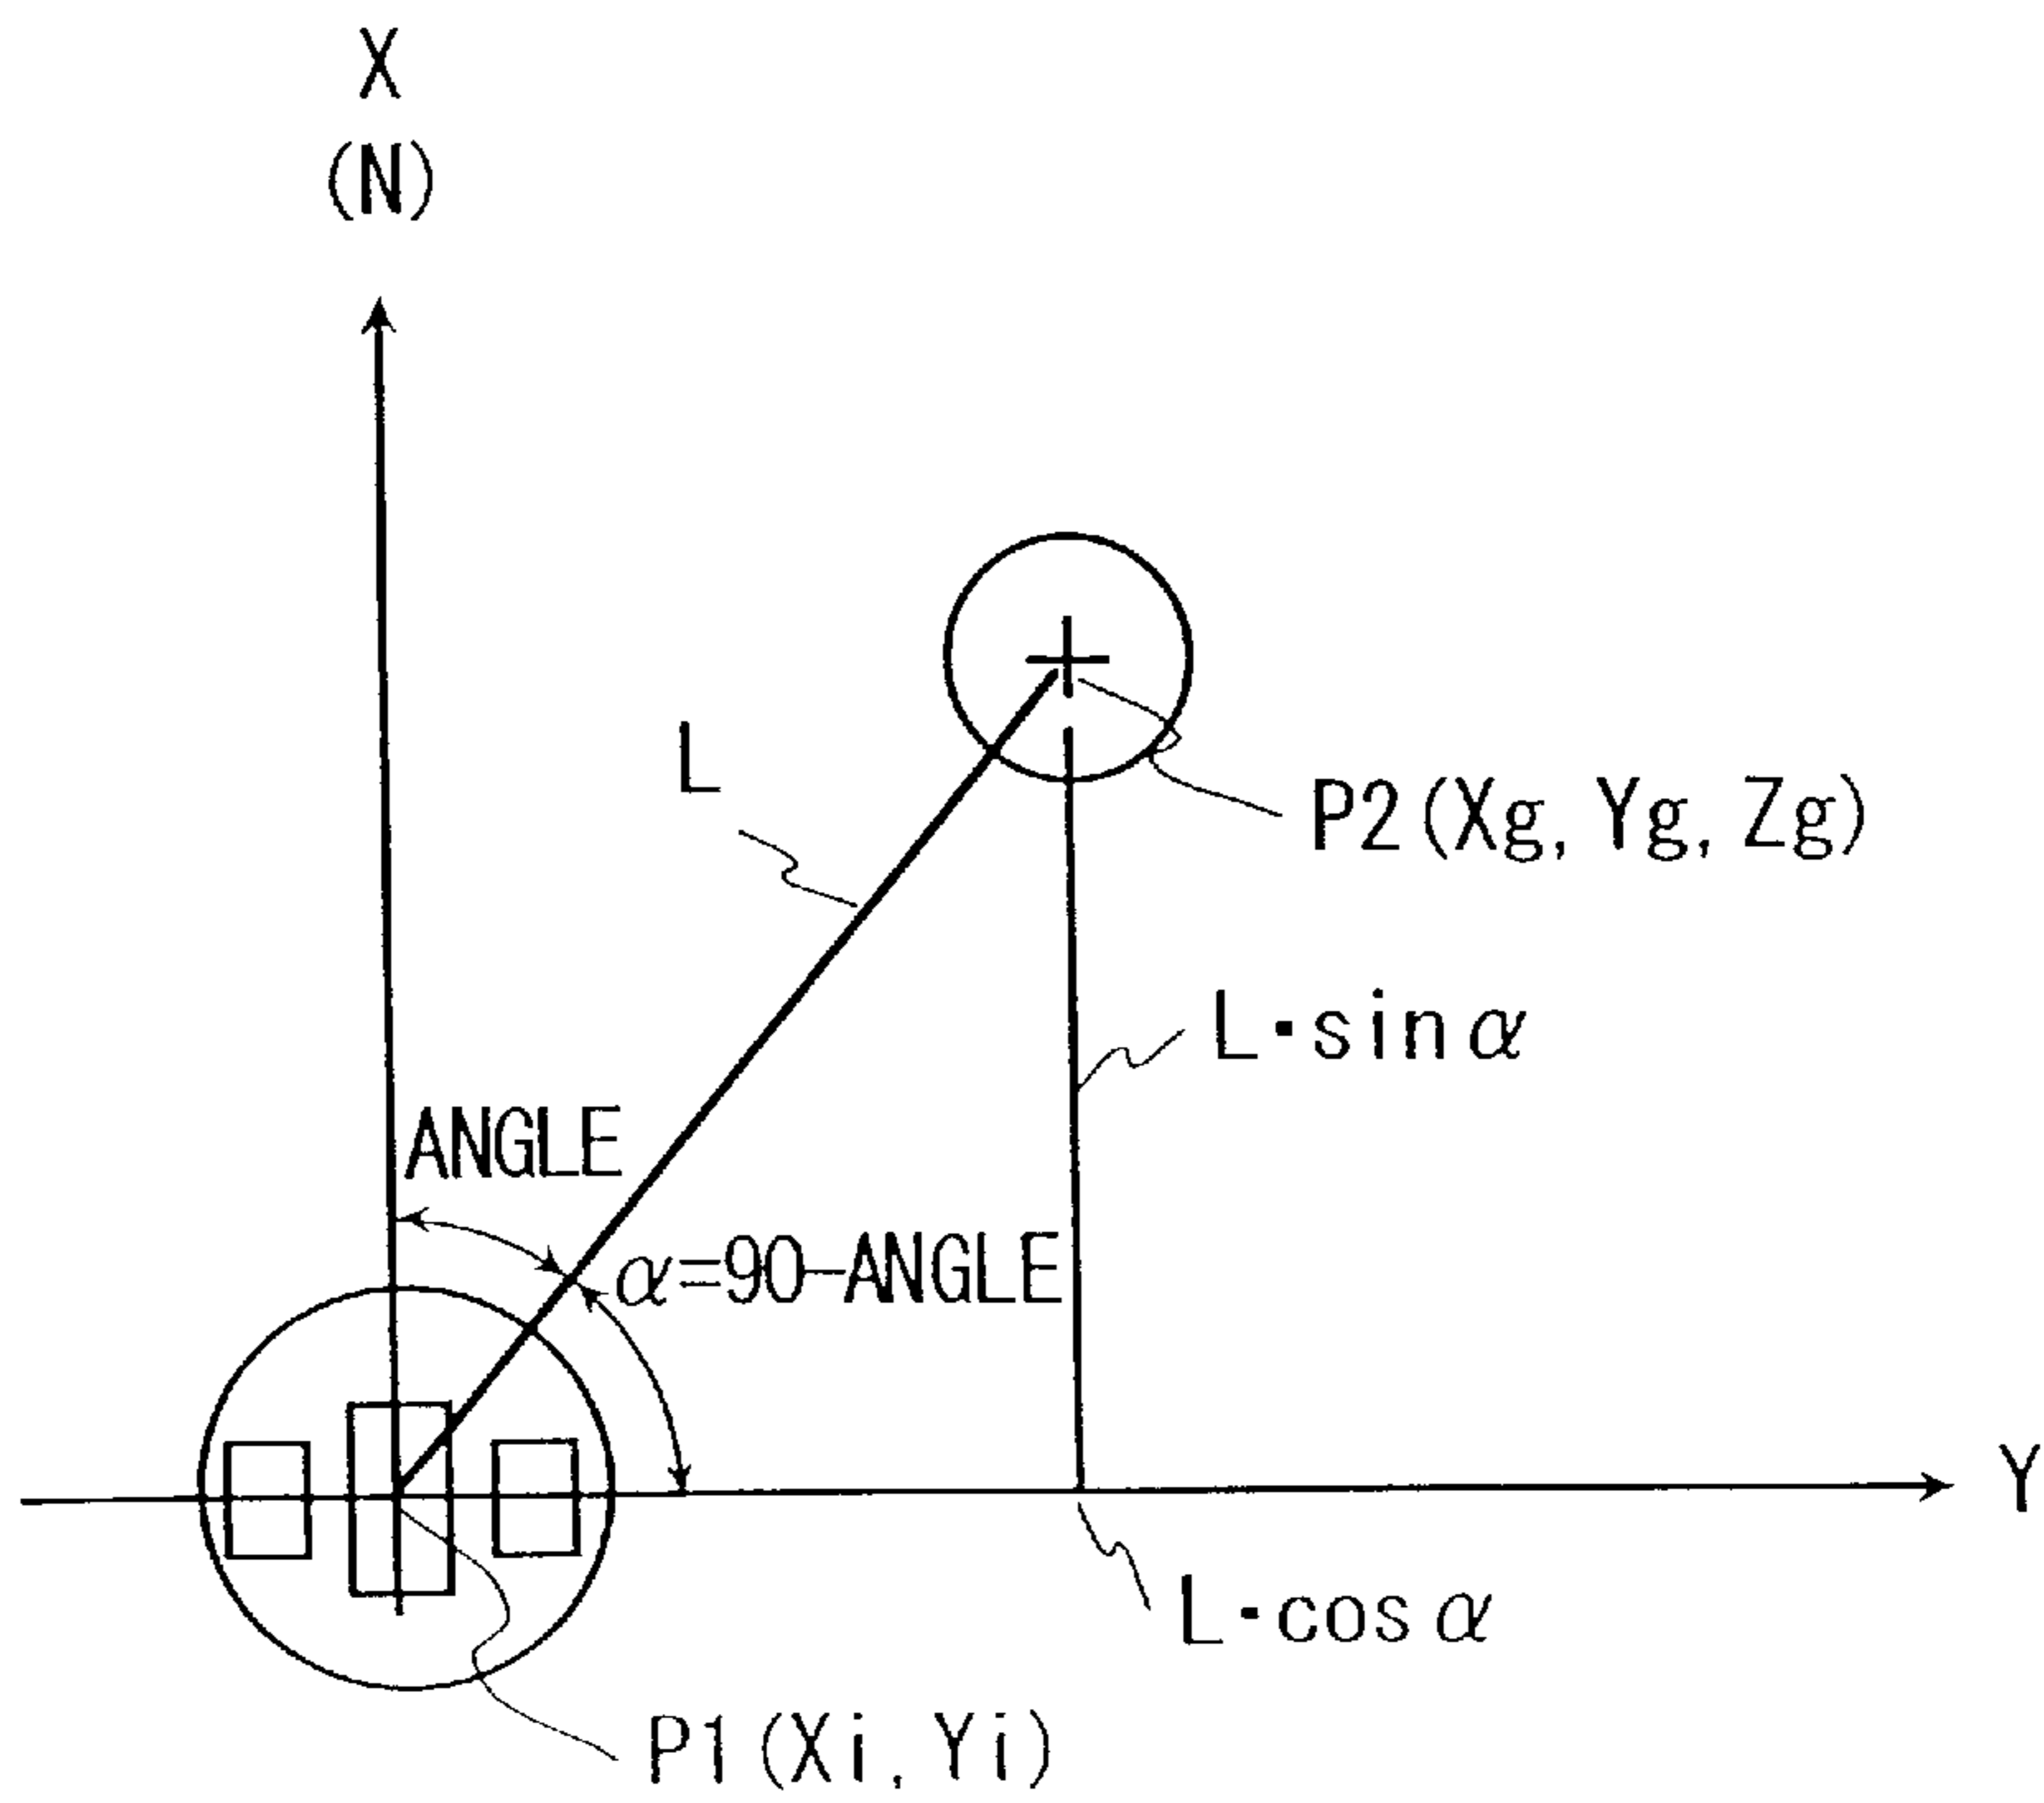 X
(N)
L
P2(Xg, Yg, Zg)
L・sinα
ANGLE
α=90−ANGLE
Y
L・cosα
P1(Xi, Yi)